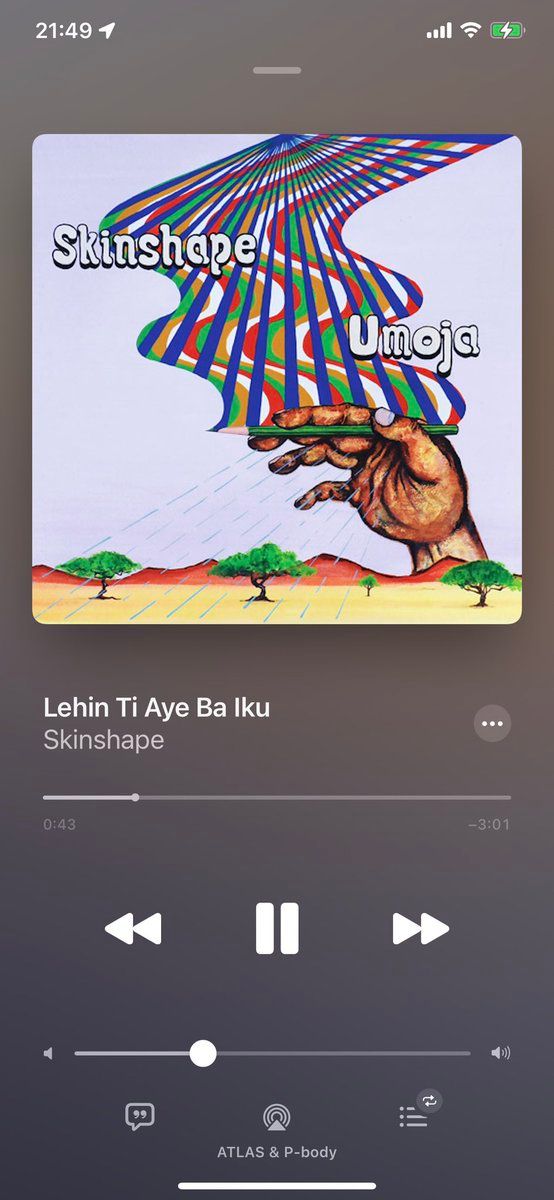 21:49
Skinshape
Umoja
Lehin Ti Aye Ba Iku
Skinshape
0:43
−3:01
ATLAS & P-body